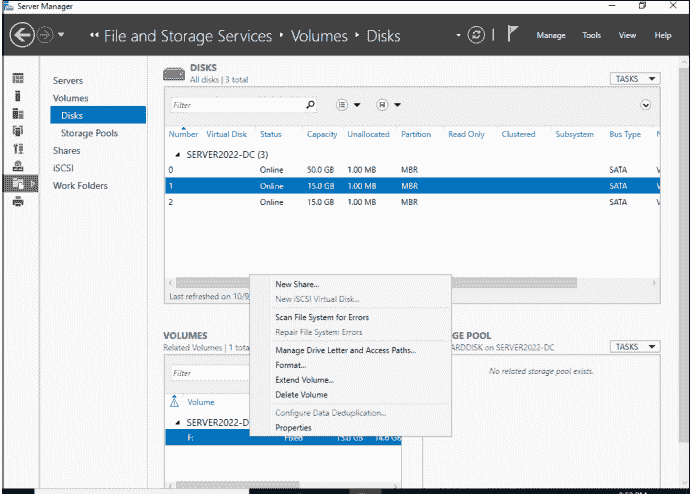 Server Manager
File and Storage Services • Volumes • Disks
Manage Tools View Help
Servers
Volumes
Disks
Storage Pools
Shares
iSCSI
Work Folders
DISKS
All disks | 3 total
TASKS
Filter
Number Virtual Disk Status Capacity Unallocated Partition Read Only Clustered Subsystem Bus Type
SERVER2022-DC (3)
0 Online 50.0 GB 1.00 MB MBR SATA
1 Online 15.0 GB 1.00 MB MBR SATA
2 Online 15.0 GB 1.00 MB MBR SATA
Last refreshed on 10/9
New Share...
New iSCSI Virtual Disk...
Scan File System for Errors
Repair File System Errors
Manage Drive Letter and Access Paths...
Format...
Extend Volume...
Delete Volume
Configure Data Deduplication...
Properties
VOLUMES
Related Volumes | 1 tota
Filter
Volume
SERVER2022-D
F: Fixed 15.0 GB 14.6 GB
GE POOL
ARDDISK on SERVER2022-DC
TASKS
No related storage pool exists.